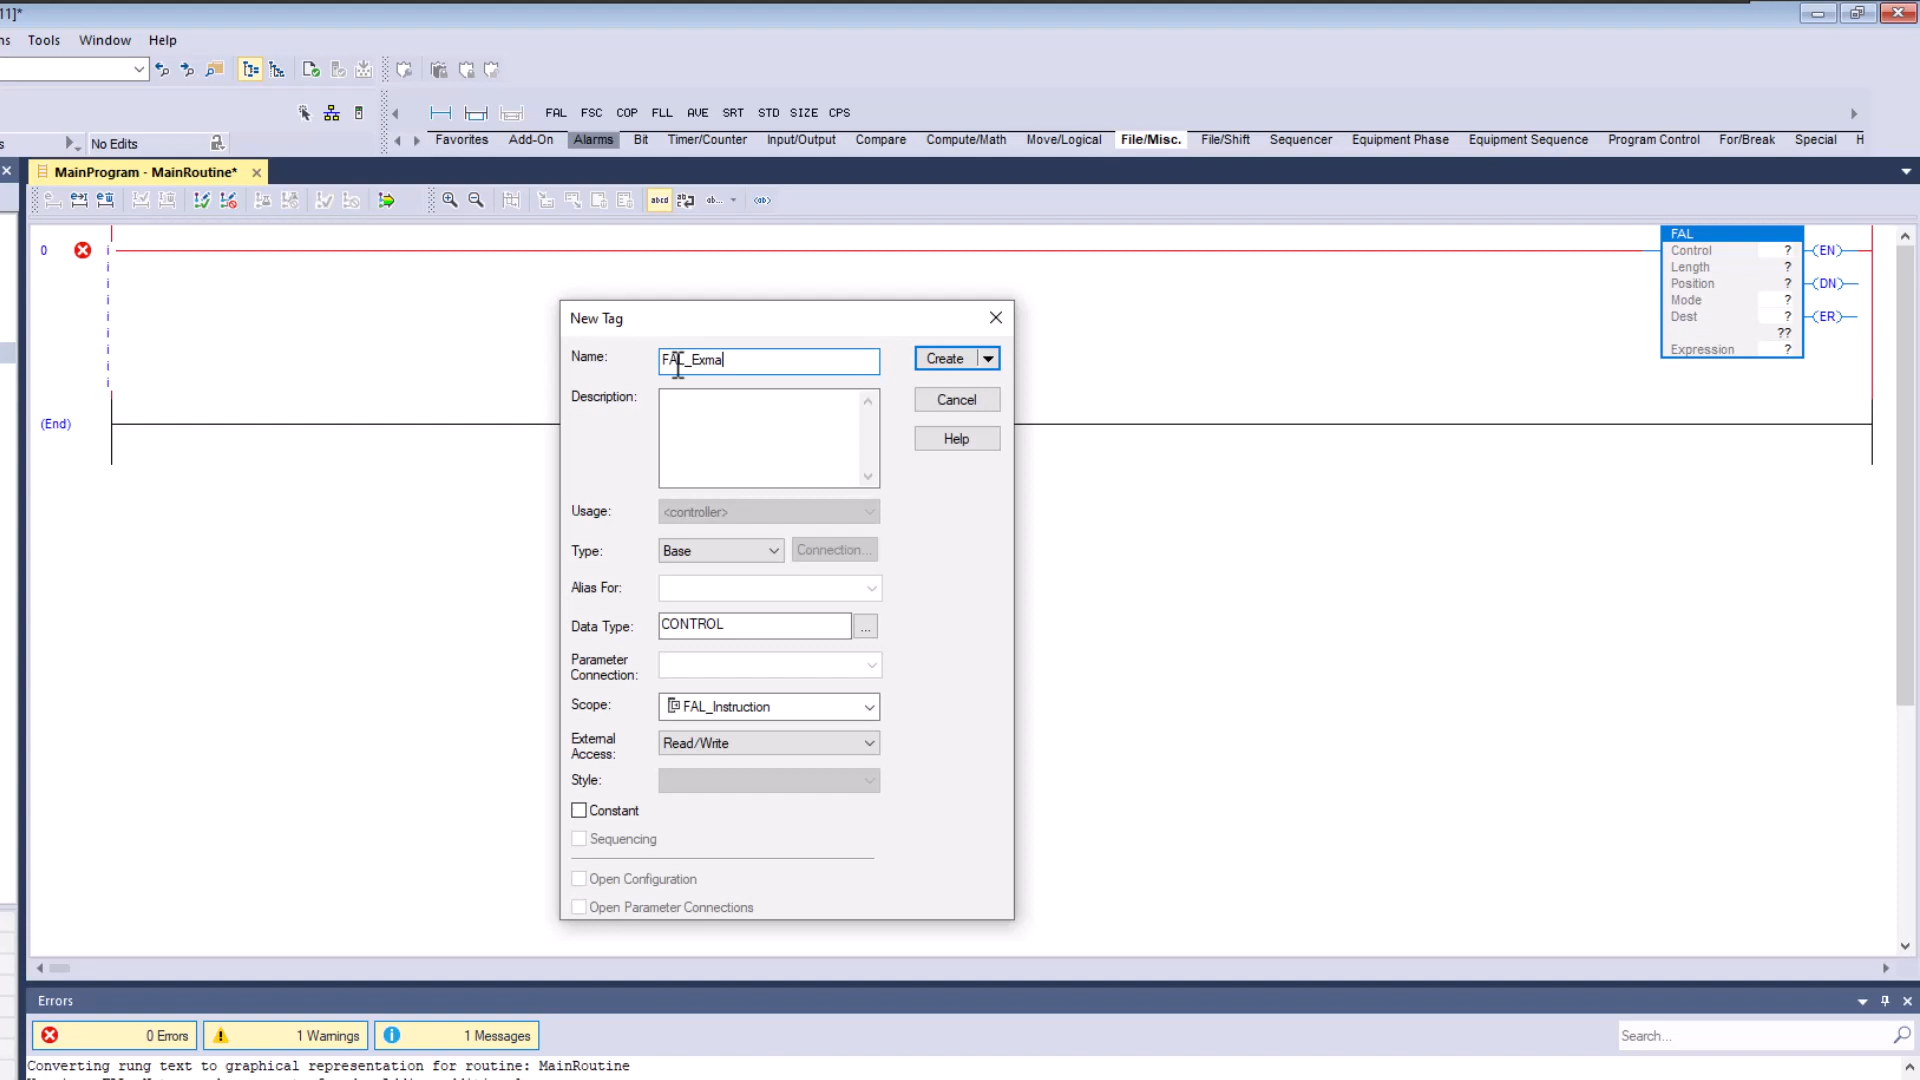 11]*
ns Tools Window Help
FAL FSC COP FLL AVE SRT STD SIZE CPS
s No Edits
Favorites Add-On Alarms Bit Timer/Counter Input/Output Compare Compute/Math Move/Logical File/Misc. File/Shift Sequencer Equipment Phase Equipment Sequence Program Control For/Break Special H
MainProgram - MainRoutine*
abcd ab ab... <ab>
0
i
i
i
i
i
i
i
i
i
(End)
FAL
Control ? (EN)
Length ?
Position ? (DN)
Mode ?
Dest ? (ER)
??
Expression ?
New Tag
Name: FAL_Exma
Create
Description:
Cancel
Help
Usage: <controller>
Type: Base Connection...
Alias For:
Data Type: CONTROL ...
Parameter Connection:
Scope: FAL_Instruction
External Access: Read/Write
Style:
Constant
Sequencing
Open Configuration
Open Parameter Connections
Errors
0 Errors 1 Warnings 1 Messages Search...
Converting rung text to graphical representation for routine: MainRoutine